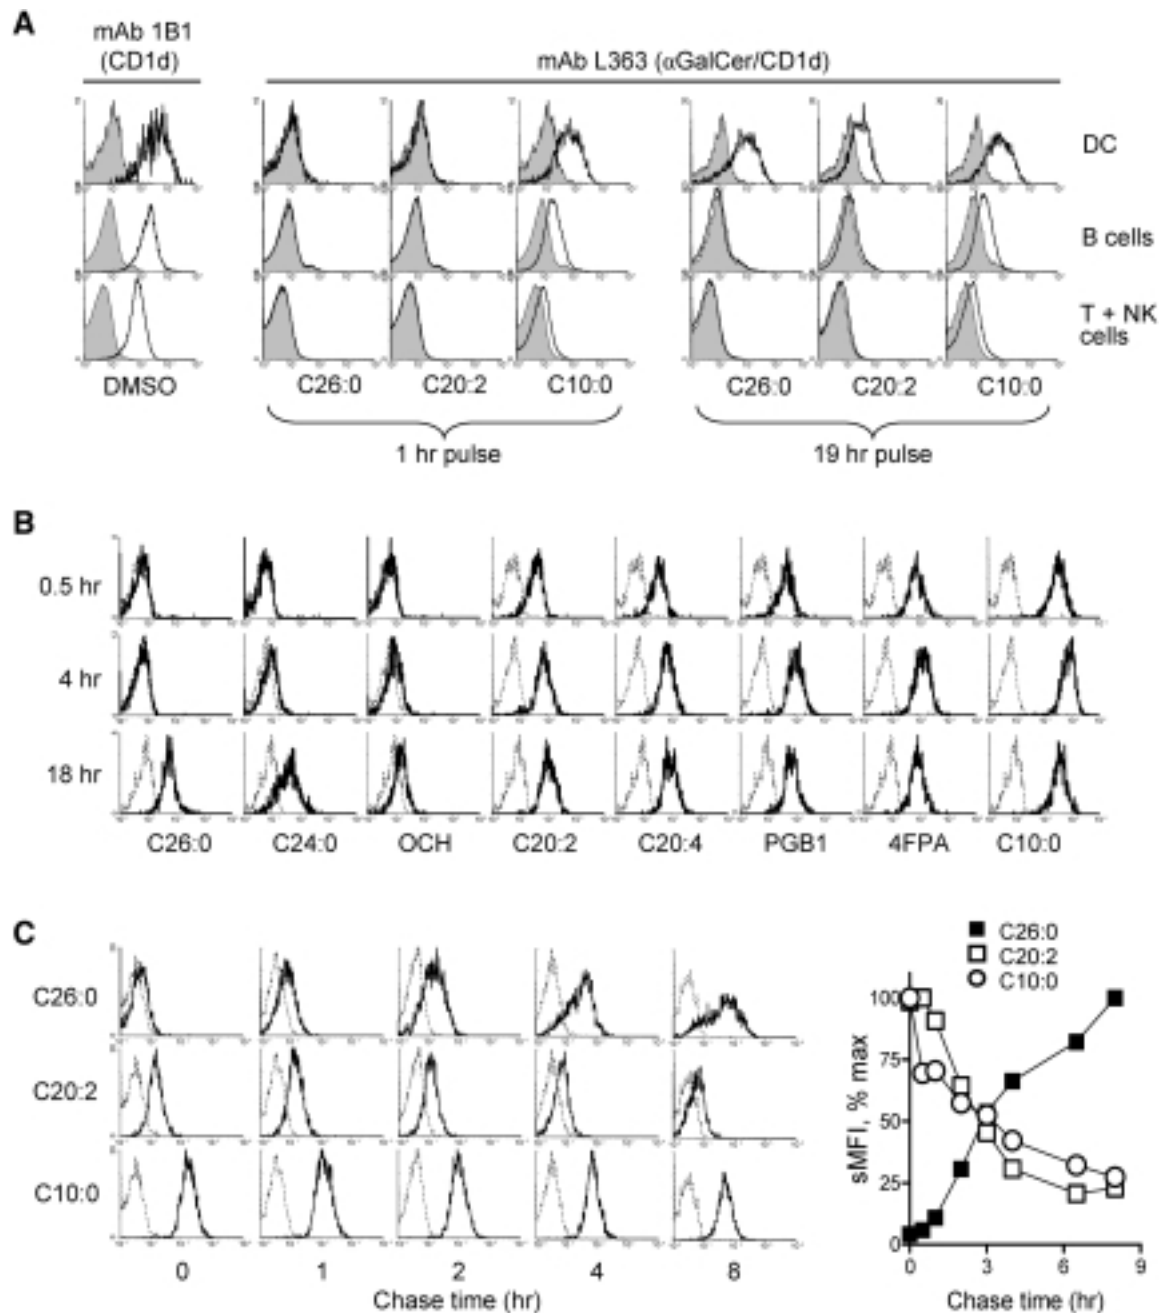 A
mAb 1B1
(CD1d)
mAb L363 (αGalCer/CD1d)
DC
B cells
T + NK
cells
DMSO
C26:0
C20:2
C10:0
C26:0
C20:2
C10:0
1 hr pulse
19 hr pulse
B
0.5 hr
4 hr
18 hr
C26:0
C24:0
OCH
C20:2
C20:4
PGB1
4FPA
C10:0
C
C26:0
C20:2
C10:0
0
1
2
4
8
Chase time (hr)
C26:0
C20:2
C10:0
sMFI, % max
100
75
50
25
0
0
3
6
9
Chase time (hr)